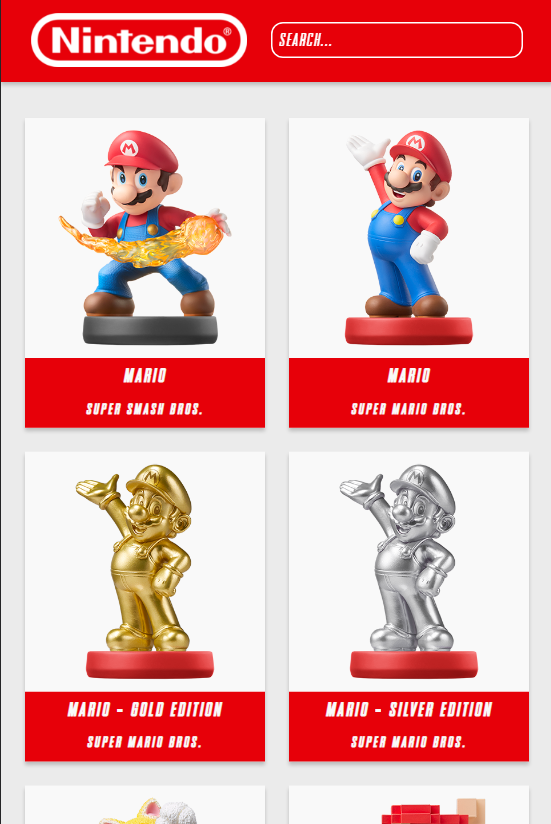 Nintendo®
SEARCH...
MARIO
SUPER SMASH BROS.
MARIO
SUPER MARIO BROS.
MARIO - GOLD EDITION
SUPER MARIO BROS.
MARIO - SILVER EDITION
SUPER MARIO BROS.